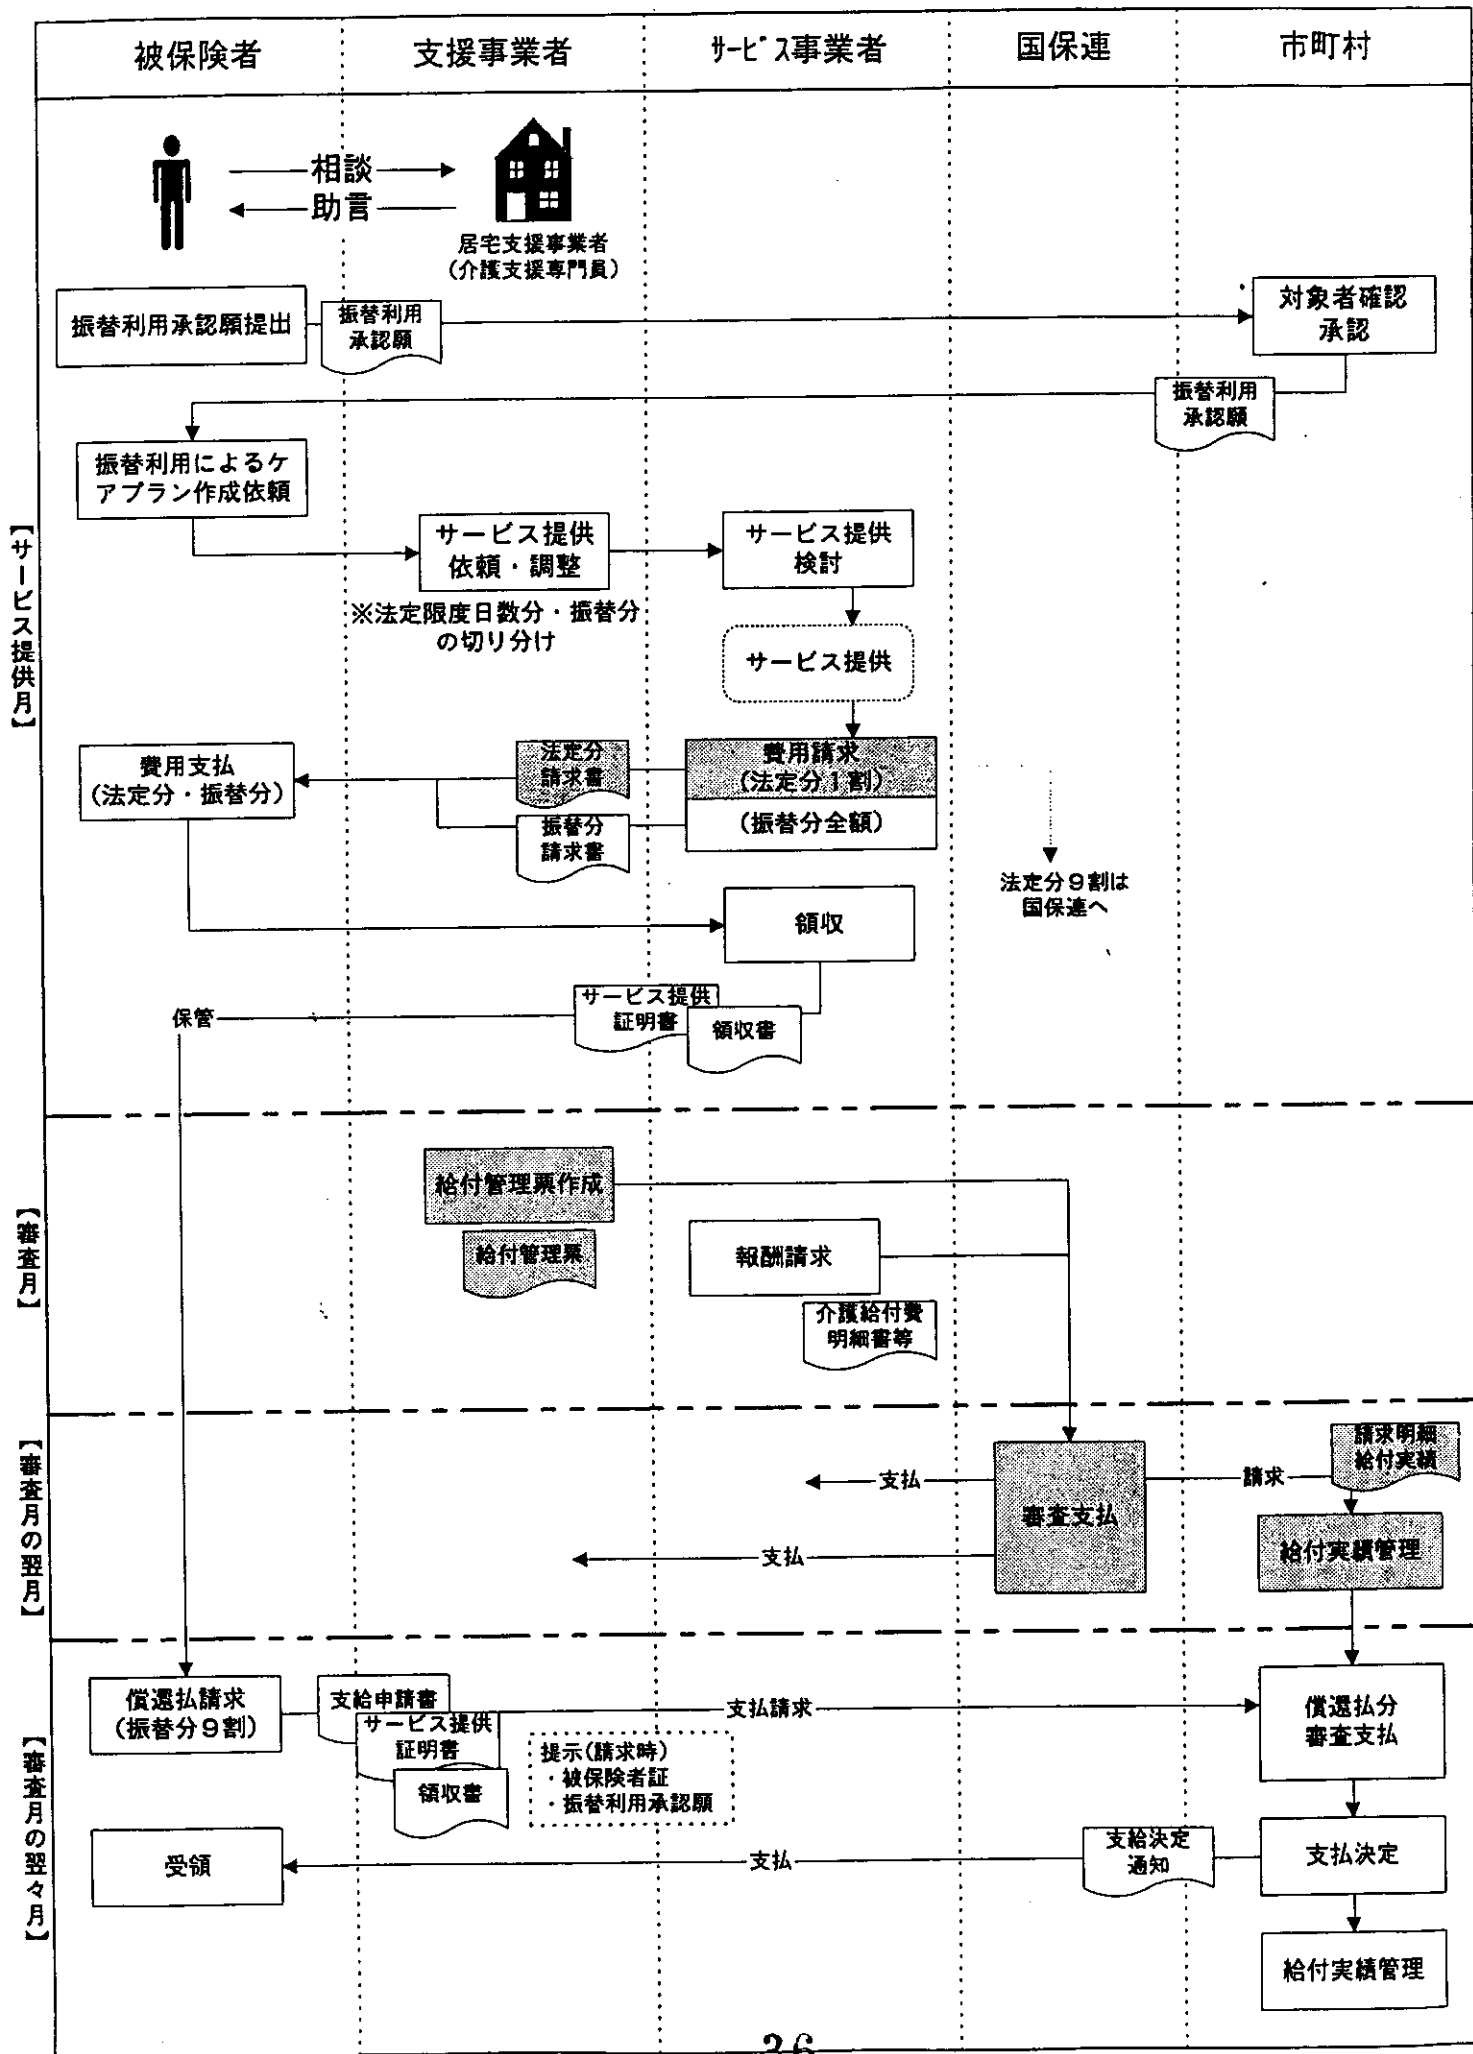 被保険者
支援事業者
サービス事業者
国保連
市町村
相談
助言
居宅支援事業者
(介護支援専門員)
振替利用承認願提出
振替利用
承認願
対象者確認
承認
振替利用
承認願
振替利用によるケ
アプラン作成依頼
【サービス提供月】
サービス提供
依頼・調整
サービス提供
検討
※法定限度日数分・振替分
の切り分け
サービス提供
費用支払
(法定分・振替分)
法定分
請求書
費用請求
(法定分1割)
(振替分全額)
振替分
請求書
法定分9割は
国保連へ
領収
保管
サービス提供
証明書
領収書
【審査月】
給付管理票作成
給付管理票
報酬請求
介護給付費
明細書等
【審査月の翌月】
支払
支払
審査支払
請求
請求明細
給付実績
給付実績管理
【審査月の翌々月】
償還払請求
(振替分9割)
支給申請書
サービス提供
証明書
領収書
支払請求
提示(請求時)
・被保険者証
・振替利用承認願
償還払分
審査支払
受領
支払
支給決定
通知
支払決定
給付実績管理
36